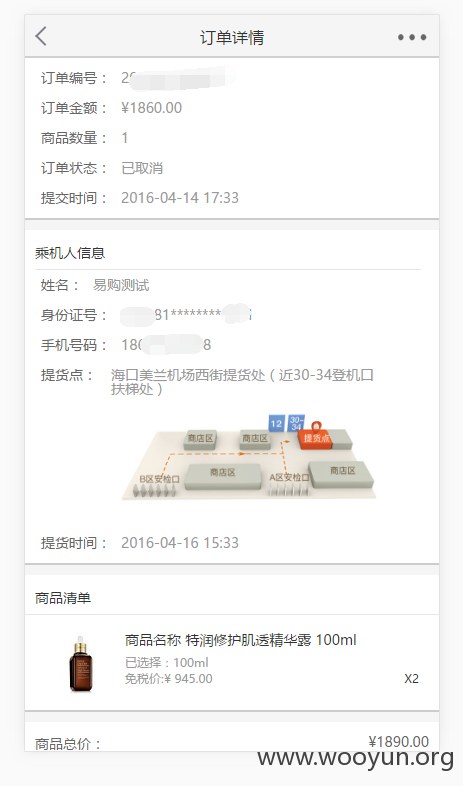 订单详情
订单编号： 2
订单金额： ¥1860.00
商品数量： 1
订单状态： 已取消
提交时间： 2016-04-14 17:33
乘机人信息
姓名： 易购测试
身份证号： 81********
手机号码： 18 8
提货点： 海口美兰机场西街提货处（近30-34登机口
扶梯处）
12 30-34
商店区 商店区 提货点
商店区 商店区
B区安检口 A区安检口
提货时间： 2016-04-16 15:33
商品清单
商品名称 特润修护肌透精华露 100ml
已选择：100ml
免税价:¥ 945.00 X2
商品总价： ¥1890.00
www.wooyun.org